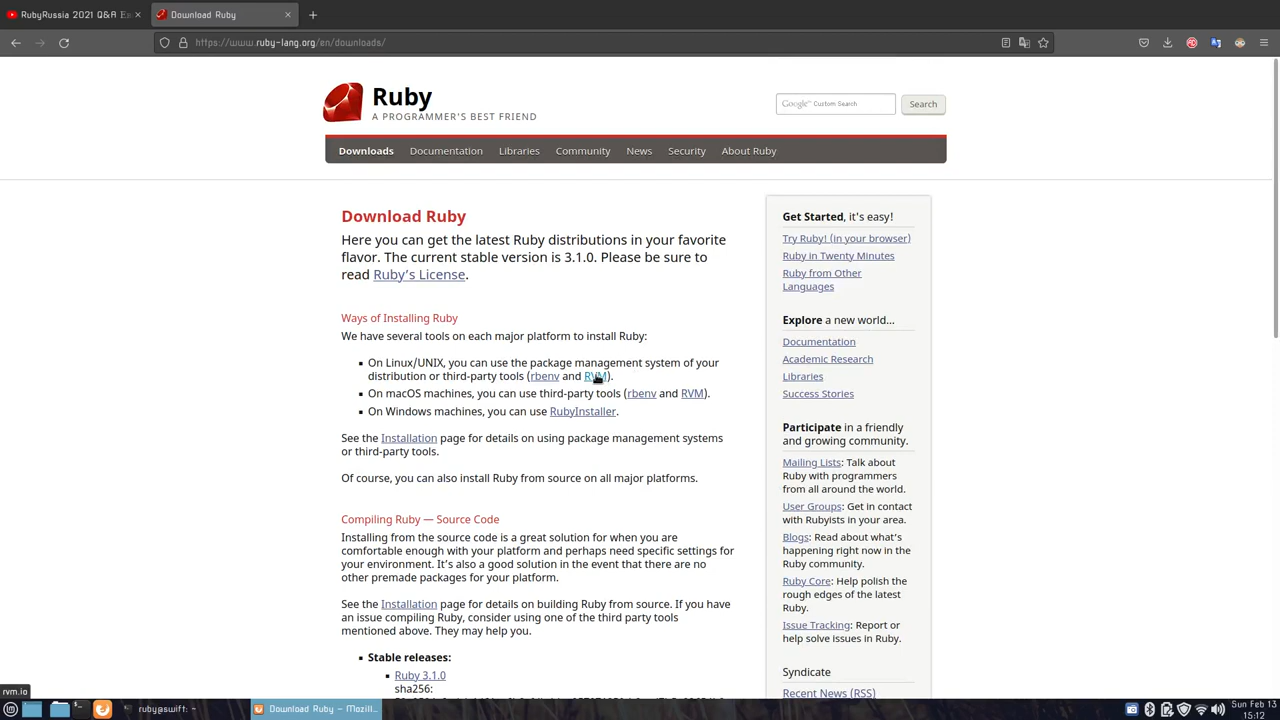 RubyRussia 2021 Q&A
Download Ruby
https://www.ruby-lang.org/en/downloads/
Ruby
A PROGRAMMER'S BEST FRIEND
Google™ Custom Search
Search
Downloads Documentation Libraries Community News Security About Ruby
Download Ruby
Here you can get the latest Ruby distributions in your favorite
flavor. The current stable version is 3.1.0. Please be sure to
read Ruby's License.
Ways of Installing Ruby
We have several tools on each major platform to install Ruby:
On Linux/UNIX, you can use the package management system of your
distribution or third-party tools (rbenv and RVM).
On macOS machines, you can use third-party tools (rbenv and RVM).
On Windows machines, you can use RubyInstaller.
See the Installation page for details on using package management systems
or third-party tools.
Of course, you can also install Ruby from source on all major platforms.
Compiling Ruby — Source Code
Installing from the source code is a great solution for when you are
comfortable enough with your platform and perhaps need specific settings for
your environment. It's also a good solution in the event that there are no
other premade packages for your platform.
See the Installation page for details on building Ruby from source. If you have
an issue compiling Ruby, consider using one of the third party tools
mentioned above. They may help you.
Stable releases:
Ruby 3.1.0
sha256:
Get Started, it's easy!
Try Ruby! (in your browser)
Ruby in Twenty Minutes
Ruby from Other
Languages
Explore a new world...
Documentation
Academic Research
Libraries
Success Stories
Participate in a friendly
and growing community.
Mailing Lists: Talk about
Ruby with programmers
from all around the world.
User Groups: Get in contact
with Rubyists in your area.
Blogs: Read about what's
happening right now in the
Ruby community.
Ruby Core: Help polish the
rough edges of the latest
Ruby.
Issue Tracking: Report or
help solve issues in Ruby.
Syndicate
Recent News (RSS)
rvm.io
ruby@swift: ~
Download Ruby — Mozill...
Sun Feb 13
15:12